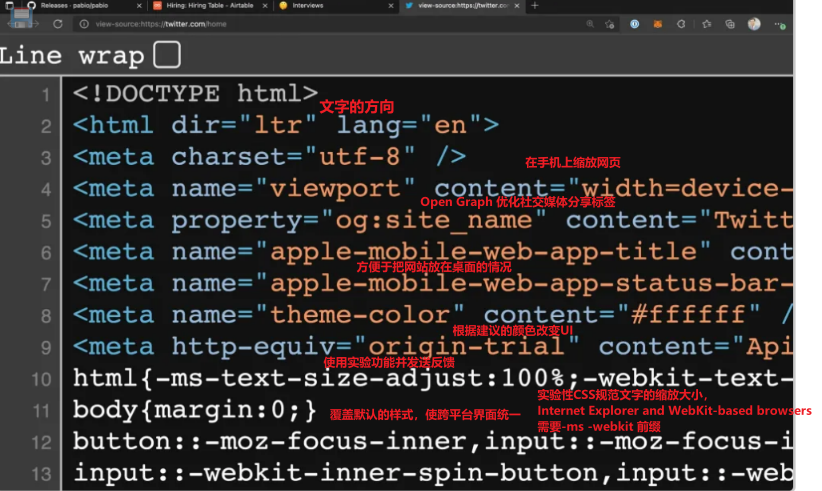 Releases · pabio/pabio
Hiring: Hiring Table - Airtable
Interviews
view-source:https://twitter.com
view-source:https://twitter.com/home
Line wrap
1 <!DOCTYPE html>
文字的方向
2 <html dir="ltr" lang="en">
3 <meta charset="utf-8" />
在手机上缩放网页
4 <meta name="viewport" content="width=device-
Open Graph 优化社交媒体分享标签
5 <meta property="og:site_name" content="Twitt
6 <meta name="apple-mobile-web-app-title" cont
方便于把网站放在桌面的情况
7 <meta name="apple-mobile-web-app-status-bar-
8 <meta name="theme-color" content="#ffffff" /
根据建议的颜色改变UI
9 <meta http-equiv="origin-trial" content="Api
使用实验功能并发送反馈
10 html{-ms-text-size-adjust:100%;-webkit-text-
实验性CSS规范文字的缩放大小，
11 body{margin:0;}
覆盖默认的样式，使跨平台界面统一
Internet Explorer and WebKit-based browsers
需要-ms -webkit 前缀
12 button::-moz-focus-inner,input::-moz-focus-i
13 input::-webkit-inner-spin-button,input::-web